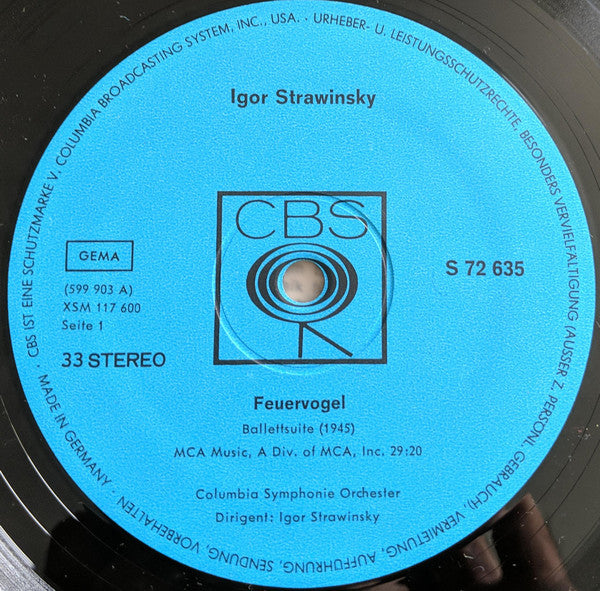 · CBS IST EINE SCHUTZMARKE V. COLUMBIA BROADCASTING SYSTEM, INC., USA. · URHEBER- U. LEISTUNGSSCHUTZRECHTE, BESONDERS VERVIELFÄLTIGUNG (AUSSER Z. PERSÖNL. GEBRAUCH), VERMIETUNG, AUFFÜHRUNG, SENDUNG, VORBEHALTEN · MADE IN GERMANY
Igor Strawinsky
CBS
GEMA
S 72 635
(599 903 A)
XSM 117 600
Seite 1
33 STEREO
Feuervogel
Ballettsuite (1945)
MCA Music, A Div. of MCA, Inc. 29:20
Columbia Symphonie Orchester
Dirigent: Igor Strawinsky